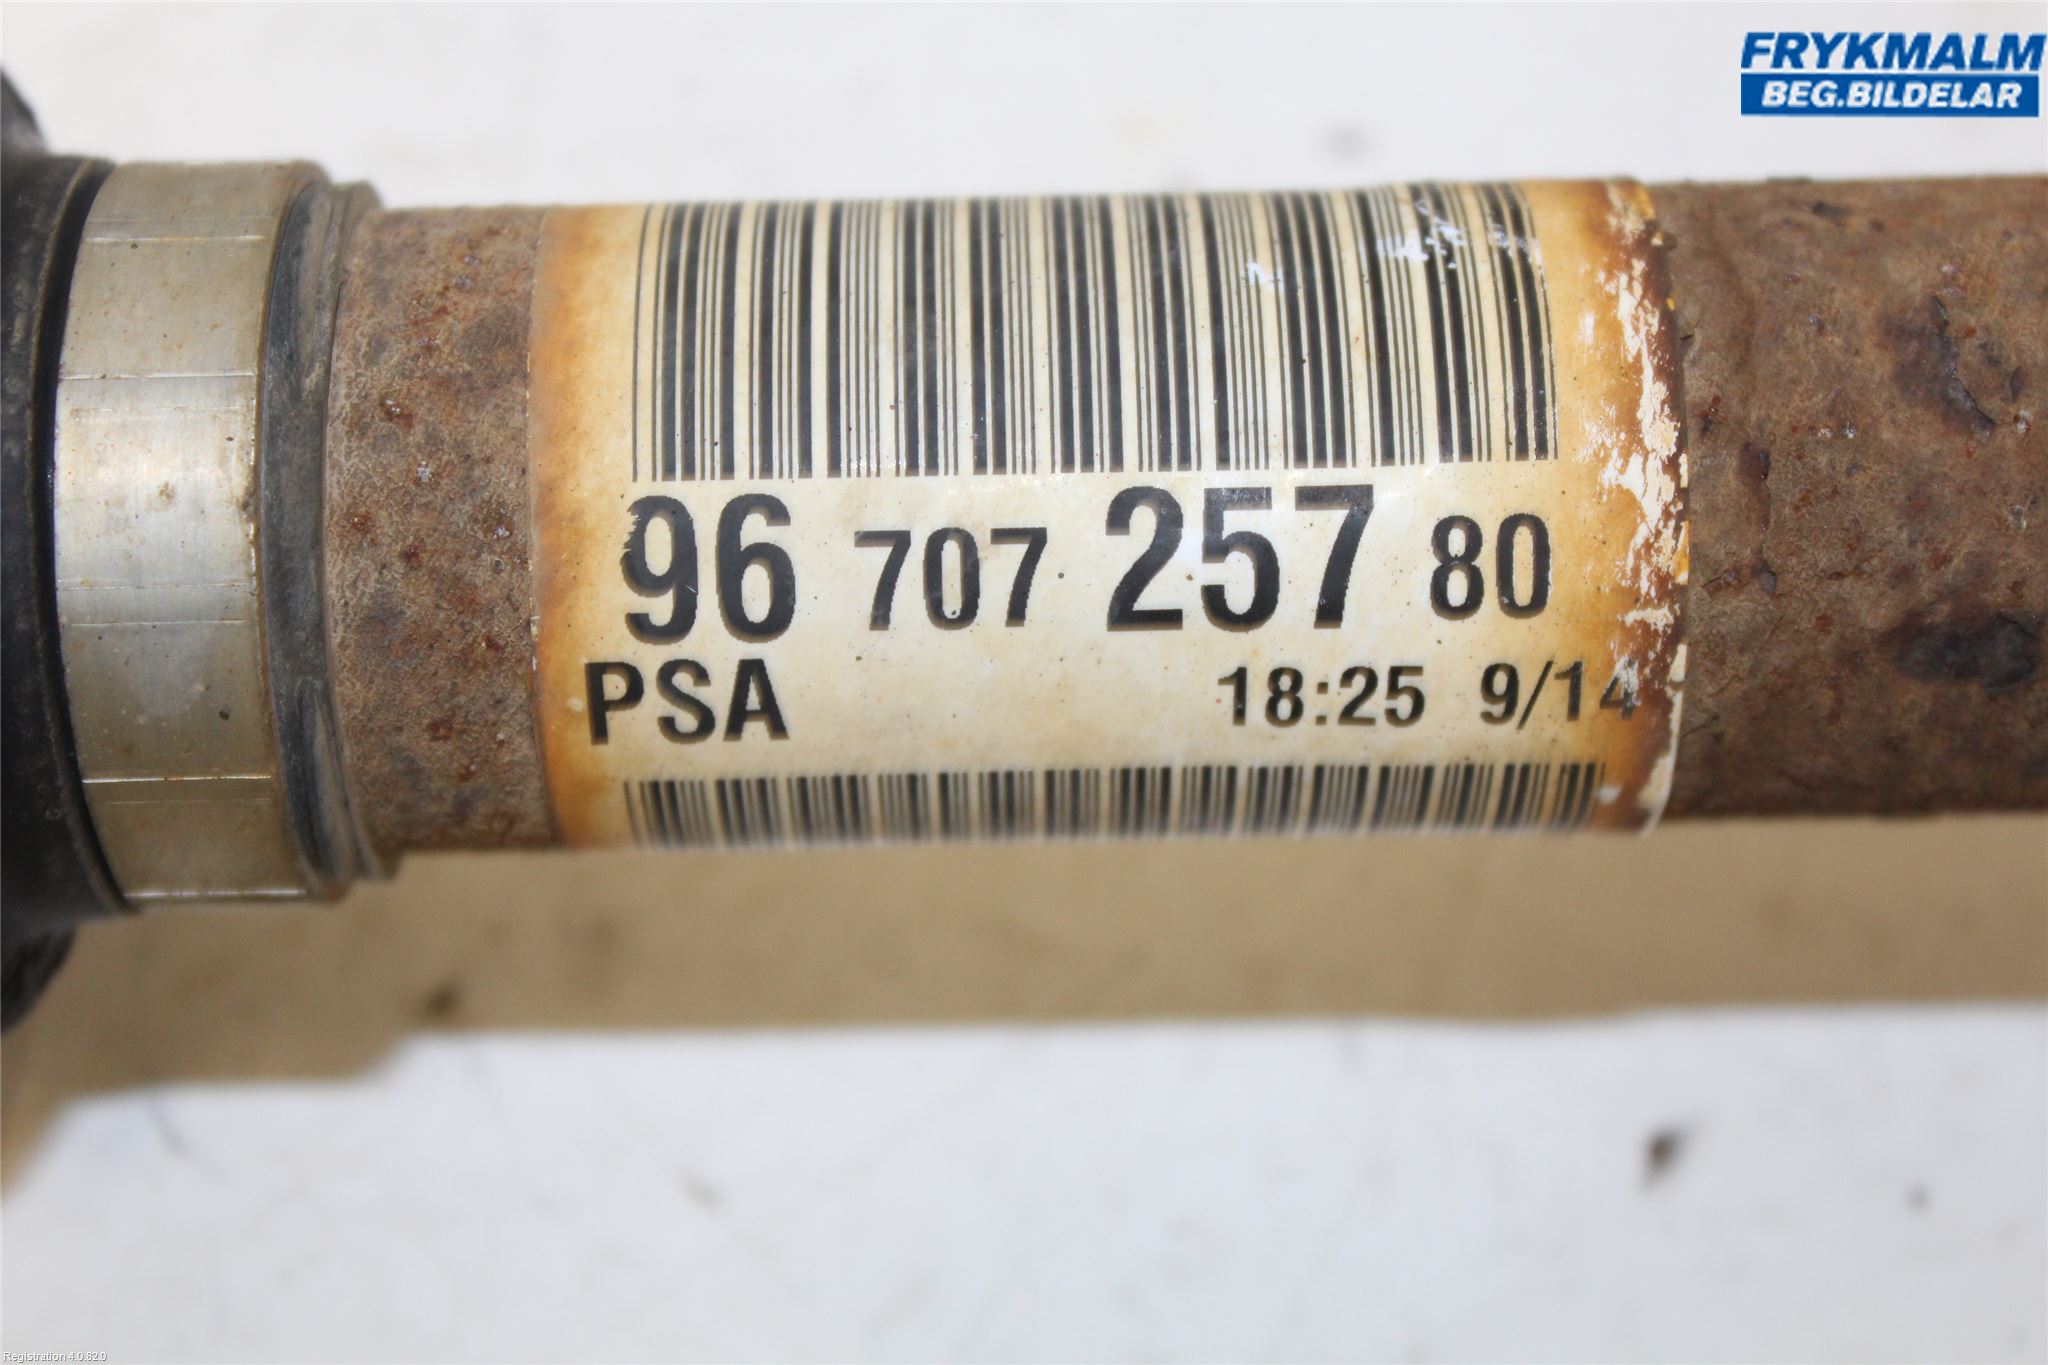 FRYKMALM
BEG.BILDELAR
96 707 257 80
PSA 18:25 9/14
Registration 4.0.82.0